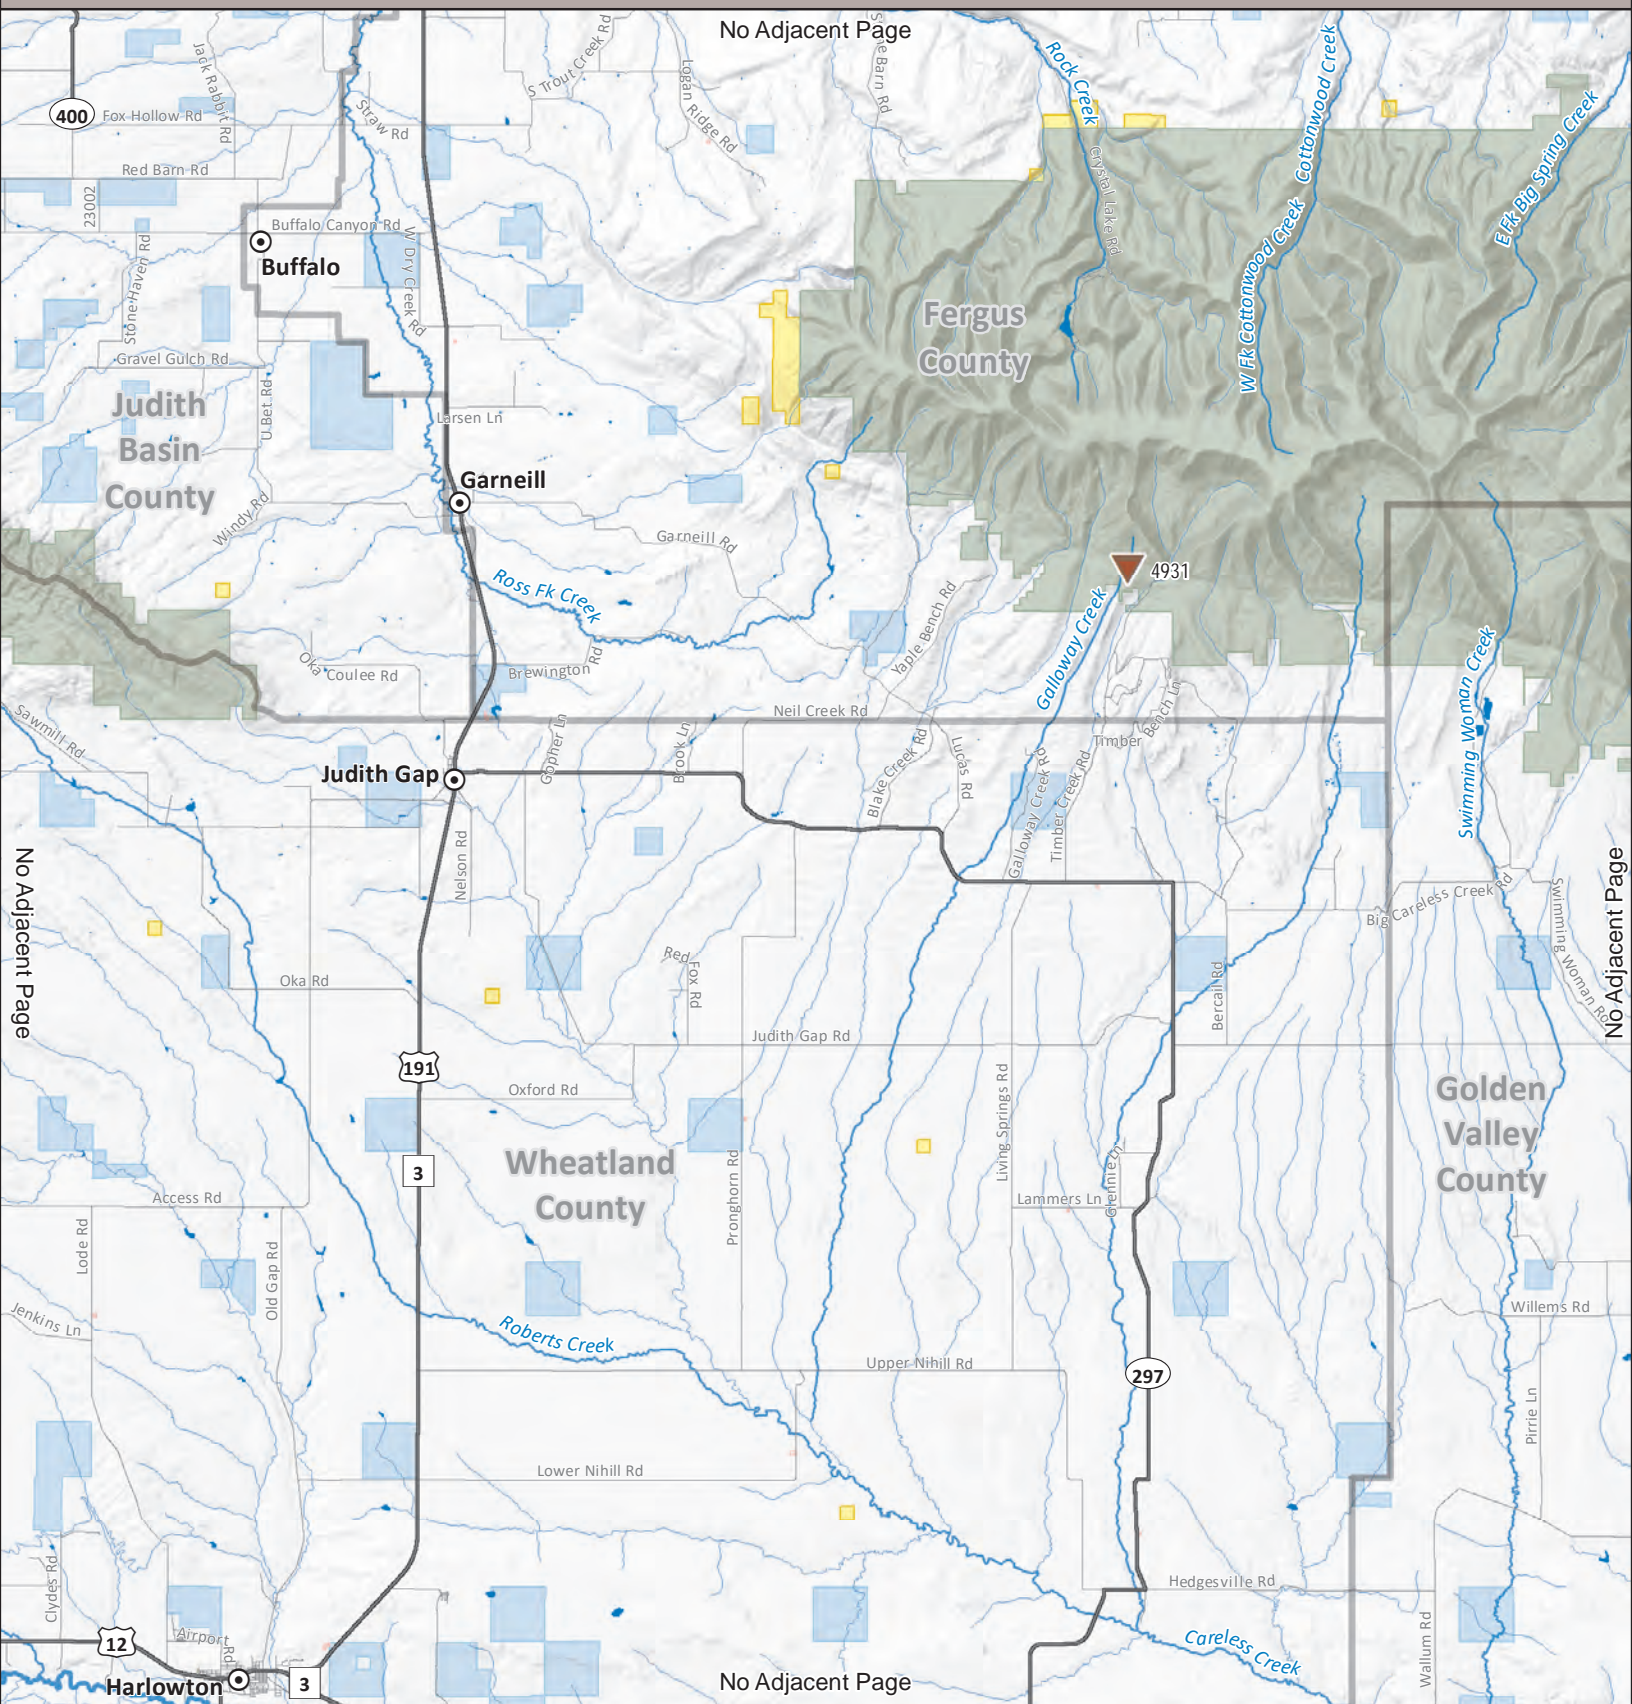 No Adjacent Page
400
Fox Hollow Rd
Jack Rabbit Rd
Straw Rd
S Trout Creek Rd
Logan Ridge Rd
Barn Rd
Rock Creek
Crystal Lake Rd
Cottonwood Creek
W Fk Cottonwood Creek
E Fk Big Spring Creek
Red Barn Rd
23002
Buffalo Canyon Rd
Buffalo
Stone Haven Rd
W Dry Creek Rd
Fergus
County
Gravel Gulch Rd
U Bet Rd
Judith
Basin
County
Larsen Ln
Garneill
Windy Rd
Garneill Rd
4931
Ross Fk Creek
Galloway Creek
Yaple Bench Rd
Oka Coulee Rd
Brewington Rd
Swimming Woman Creek
Neil Creek Rd
Timber Bench Ln
Sawmill Rd
Judith Gap
Gopher Ln
Brook Ln
Blake Creek Rd
Lucas Rd
Galloway Creek Rd
Timber Creek Rd
Nelson Rd
No Adjacent Page
No Adjacent Page
Big Careless Creek Rd
Swimming Woman Rd
Red Fox Rd
Oka Rd
Bercail Rd
Judith Gap Rd
191
Oxford Rd
Living Springs Rd
Golden
Valley
County
Wheatland
County
3
Pronghorn Rd
Glennie Ln
Lammers Ln
Access Rd
Lode Rd
Old Gap Rd
Jenkins Ln
Roberts Creek
Willems Rd
Upper Nihill Rd
297
Pirrie Ln
Lower Nihill Rd
Clydes Rd
Hedgesville Rd
Airport Rd
12
Careless Creek
Wallum Rd
Harlowton
3
No Adjacent Page